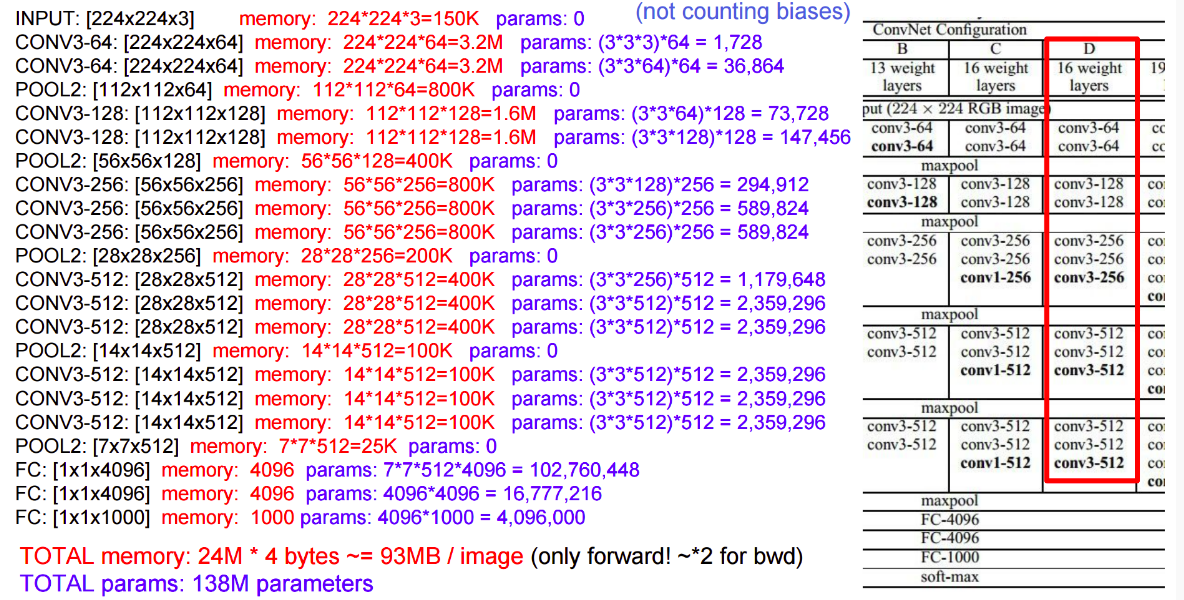 (not counting biases)
INPUT: [224x224x3] memory: 224*224*3=150K params: 0
CONV3-64: [224x224x64] memory: 224*224*64=3.2M params: (3*3*3)*64 = 1,728
CONV3-64: [224x224x64] memory: 224*224*64=3.2M params: (3*3*64)*64 = 36,864
POOL2: [112x112x64] memory: 112*112*64=800K params: 0
CONV3-128: [112x112x128] memory: 112*112*128=1.6M params: (3*3*64)*128 = 73,728
CONV3-128: [112x112x128] memory: 112*112*128=1.6M params: (3*3*128)*128 = 147,456
POOL2: [56x56x128] memory: 56*56*128=400K params: 0
CONV3-256: [56x56x256] memory: 56*56*256=800K params: (3*3*128)*256 = 294,912
CONV3-256: [56x56x256] memory: 56*56*256=800K params: (3*3*256)*256 = 589,824
CONV3-256: [56x56x256] memory: 56*56*256=800K params: (3*3*256)*256 = 589,824
POOL2: [28x28x256] memory: 28*28*256=200K params: 0
CONV3-512: [28x28x512] memory: 28*28*512=400K params: (3*3*256)*512 = 1,179,648
CONV3-512: [28x28x512] memory: 28*28*512=400K params: (3*3*512)*512 = 2,359,296
CONV3-512: [28x28x512] memory: 28*28*512=400K params: (3*3*512)*512 = 2,359,296
POOL2: [14x14x512] memory: 14*14*512=100K params: 0
CONV3-512: [14x14x512] memory: 14*14*512=100K params: (3*3*512)*512 = 2,359,296
CONV3-512: [14x14x512] memory: 14*14*512=100K params: (3*3*512)*512 = 2,359,296
CONV3-512: [14x14x512] memory: 14*14*512=100K params: (3*3*512)*512 = 2,359,296
POOL2: [7x7x512] memory: 7*7*512=25K params: 0
FC: [1x1x4096] memory: 4096 params: 7*7*512*4096 = 102,760,448
FC: [1x1x4096] memory: 4096 params: 4096*4096 = 16,777,216
FC: [1x1x1000] memory: 1000 params: 4096*1000 = 4,096,000
TOTAL memory: 24M * 4 bytes ~= 93MB / image (only forward! ~*2 for bwd)
TOTAL params: 138M parameters
ConvNet Configuration
B C D
13 weight 16 weight 16 weight 19
layers layers layers
put (224 × 224 RGB image
conv3-64 conv3-64 conv3-64
conv3-64 conv3-64 conv3-64
maxpool
conv3-128 conv3-128 conv3-128
conv3-128 conv3-128 conv3-128
maxpool
conv3-256 conv3-256 conv3-256
conv3-256 conv3-256 conv3-256
conv1-256 conv3-256
maxpool
conv3-512 conv3-512 conv3-512
conv3-512 conv3-512 conv3-512
conv1-512 conv3-512
maxpool
conv3-512 conv3-512 conv3-512
conv3-512 conv3-512 conv3-512
conv1-512 conv3-512
maxpool
FC-4096
FC-4096
FC-1000
soft-max